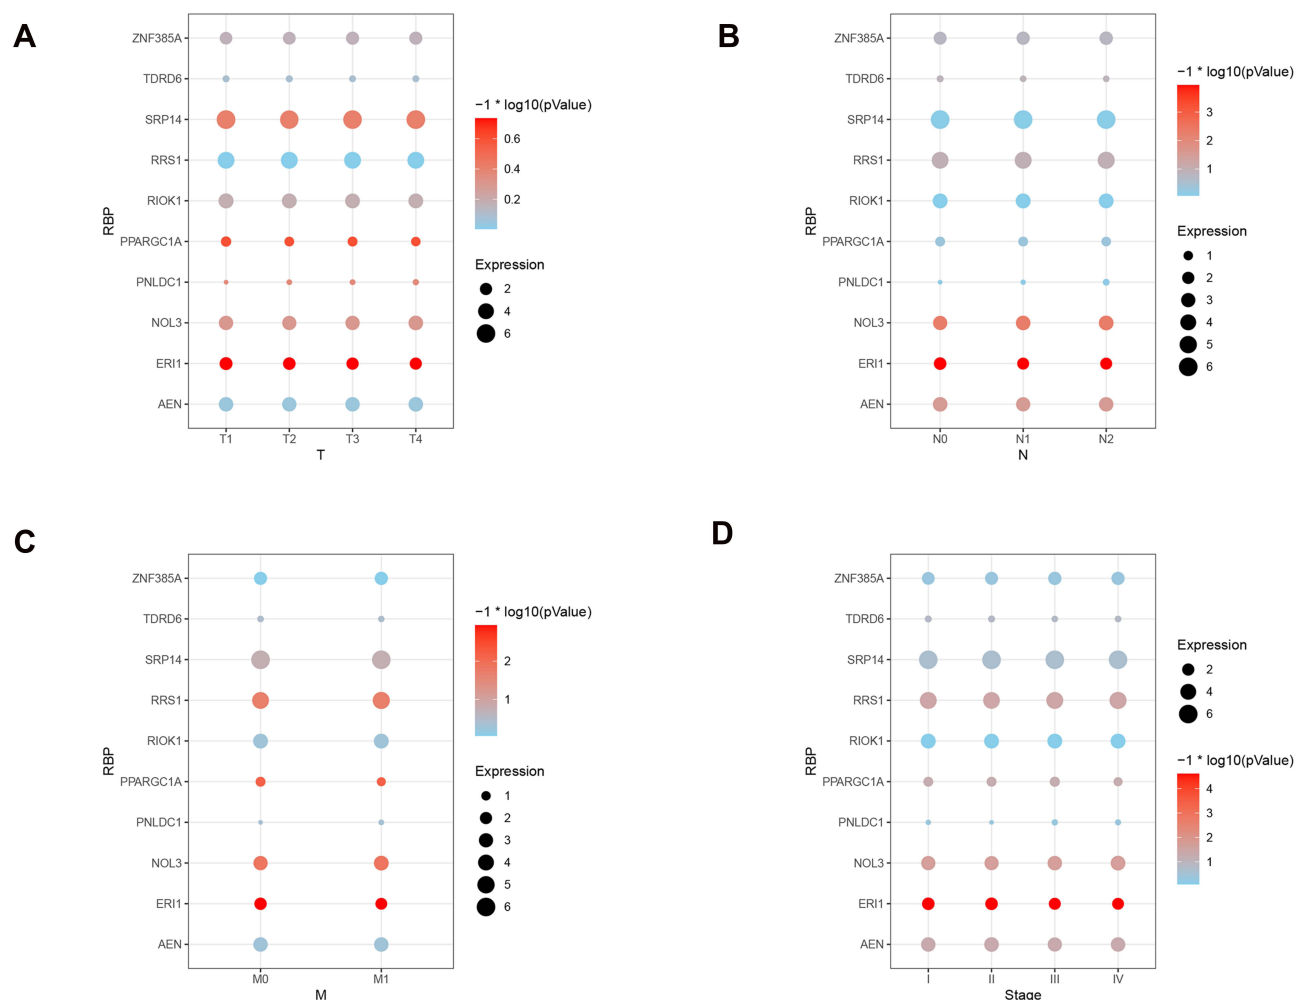 A
ZNF385A
TDRD6
SRP14
RRS1
RIOK1
PPARGC1A
PNLDC1
NOL3
ERI1
AEN
RBP
T1 T2 T3 T4
T
−1 * log10(pValue)
0.6
0.4
0.2
Expression
2
4
6
B
ZNF385A
TDRD6
SRP14
RRS1
RIOK1
PPARGC1A
PNLDC1
NOL3
ERI1
AEN
RBP
N0 N1 N2
N
−1 * log10(pValue)
3
2
1
Expression
1
2
3
4
5
6
C
ZNF385A
TDRD6
SRP14
RRS1
RIOK1
PPARGC1A
PNLDC1
NOL3
ERI1
AEN
RBP
M0 M1
M
−1 * log10(pValue)
2
1
Expression
1
2
3
4
5
6
D
ZNF385A
TDRD6
SRP14
RRS1
RIOK1
PPARGC1A
PNLDC1
NOL3
ERI1
AEN
RBP
I II III IV
Stage
Expression
2
4
6
−1 * log10(pValue)
4
3
2
1